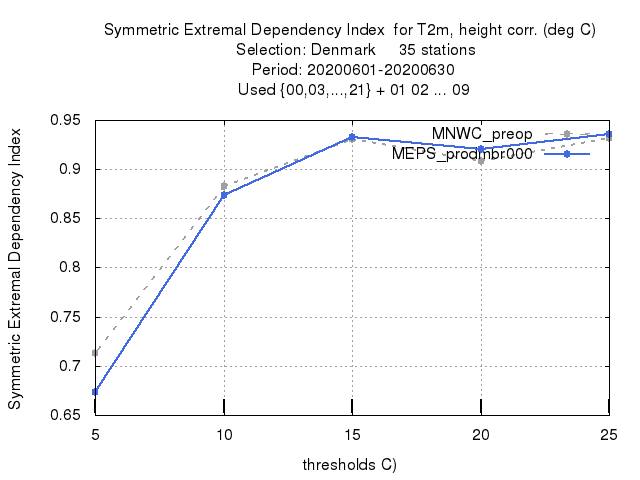 Symmetric Extremal Dependency Index  for T2m, height corr. (deg C)
Selection: Denmark     35 stations
Period: 20200601-20200630
Used {00,03,...,21} + 01 02 ... 09
MNWC_preop
MEPS_prodmbr000
Symmetric Extremal Dependency Index
0.95
0.9
0.85
0.8
0.75
0.7
0.65
5 10 15 20 25
thresholds C)